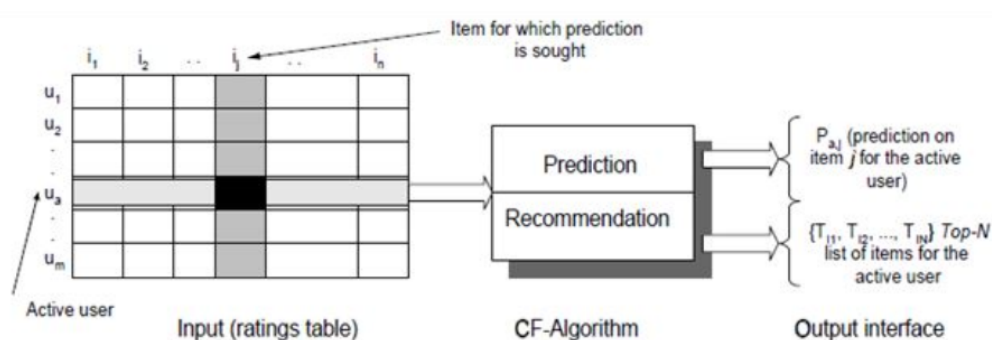 Item for which prediction
is sought
i1 i2 . . ij . . in
u1
u2
.
.
ua
.
.
um
Active user
Prediction
Recommendation
Pa,j (prediction on
item j for the active
user)
{Ti1, Ti2, ..., TiN} Top-N
list of items for the
active user
Input (ratings table)
CF-Algorithm
Output interface